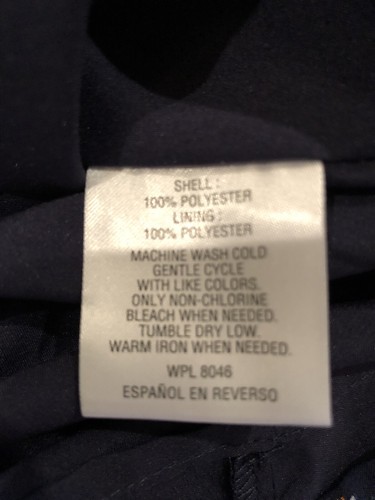 SHELL:
100% POLYESTER
LINING:
100% POLYESTER
MACHINE WASH COLD
GENTLE CYCLE
WITH LIKE COLORS.
ONLY NON-CHLORINE
BLEACH WHEN NEEDED.
TUMBLE DRY LOW.
WARM IRON WHEN NEEDED.
WPL 8046
ESPAÑOL EN REVERSO